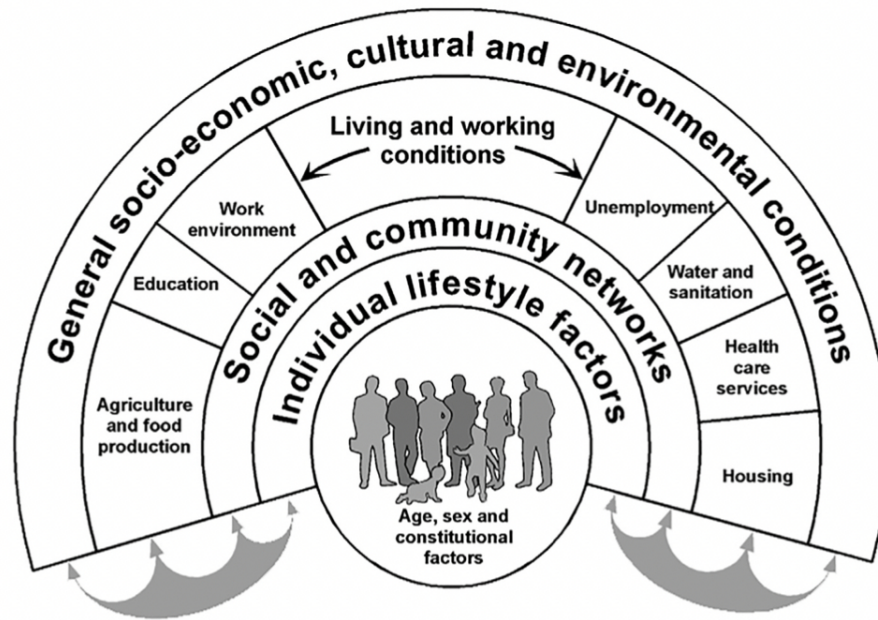 General socio-economic, cultural and environmental conditions
Living and working
conditions
Work
environment
Education
Agriculture
and food
production
Unemployment
Water and
sanitation
Health
care
services
Housing
Social and community networks
Individual lifestyle factors
Age, sex and
constitutional
factors